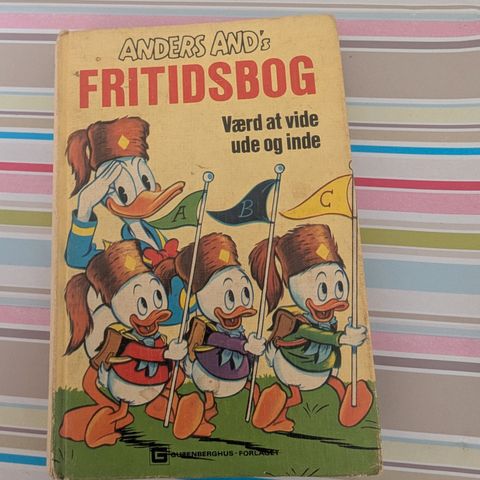 ANDERS AND's
FRITIDSBOG
Værd at vide
ude og inde
A B C
G GUTENBERGHUS-FORLAGET